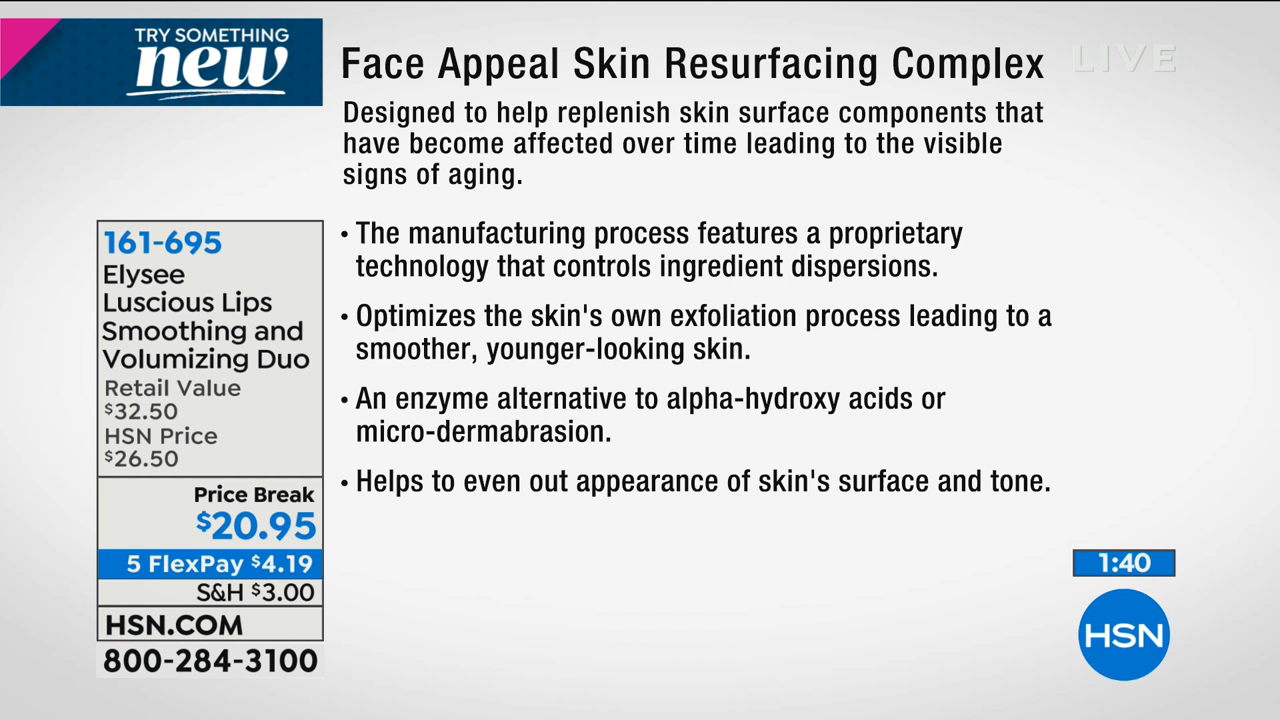 TRY SOMETHING
new
Face Appeal Skin Resurfacing Complex
LIVE
Designed to help replenish skin surface components that
have become affected over time leading to the visible
signs of aging.
• The manufacturing process features a proprietary
technology that controls ingredient dispersions.
• Optimizes the skin's own exfoliation process leading to a
smoother, younger-looking skin.
• An enzyme alternative to alpha-hydroxy acids or
micro-dermabrasion.
• Helps to even out appearance of skin's surface and tone.
161-695
Elysee
Luscious Lips
Smoothing and
Volumizing Duo
Retail Value
$32.50
HSN Price
$26.50
Price Break
$20.95
5 FlexPay $4.19
S&H $3.00
HSN.COM
800-284-3100
1:40
HSN